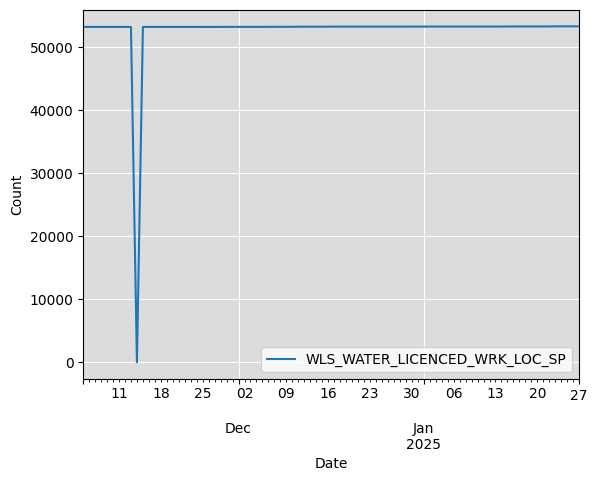 Count
50000
40000
30000
20000
10000
0
WLS_WATER_LICENCED_WRK_LOC_SP
11 18 25 02 09 16 23 30 06 13 20 27
Dec Jan
2025
Date